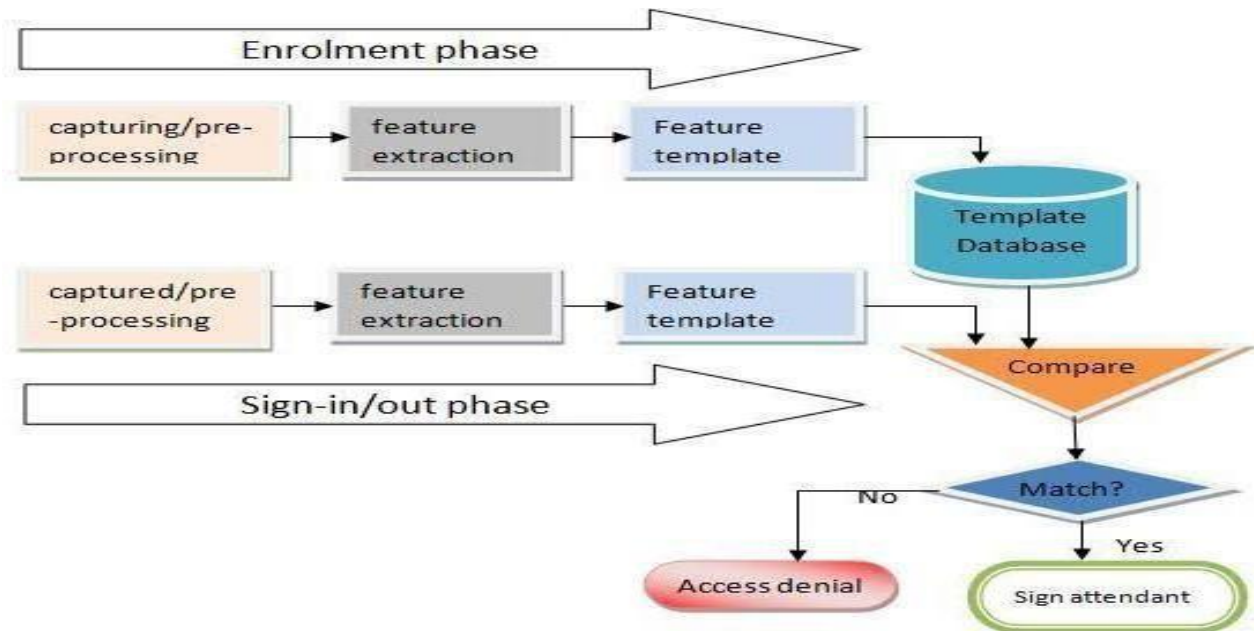 Enrolment phase
capturing/pre-
processing
feature
extraction
Feature
template
Template
Database
captured/pre
-processing
feature
extraction
Feature
template
Compare
Sign-in/out phase
Match?
No
Yes
Access denial
Sign attendant